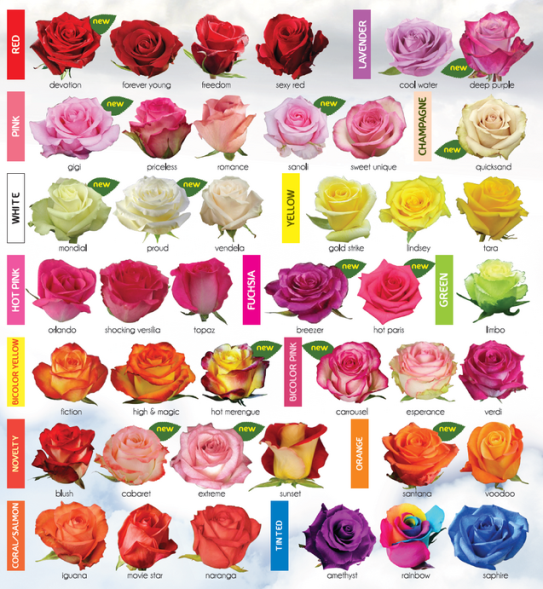 RED
new
devotion
forever young
freedom
sexy red
LAVENDER
cool water
new
deep purple
PINK
new
gigi
priceless
romance
new
sanoll
sweet unique
CHAMPAGNE
new
quicksand
WHITE
new
mondial
new
proud
vendella
YELLOW
gold strike
lindsey
tara
HOT PINK
orlando
shocking versilia
topaz
FUCHSIA
new
breezer
new
hot paris
GREEN
limbo
BICOLOR YELLOW
fiction
high & magic
new
hot merengue
BICOLOR PINK
new
carrousel
esperance
verdi
NOVELTY
blush
new
cabaret
new
extreme
sunset
ORANGE
new
santana
voodoo
CORAL/SALMON
iguana
movie star
naranga
TINTED
amethyst
rainbow
saphire